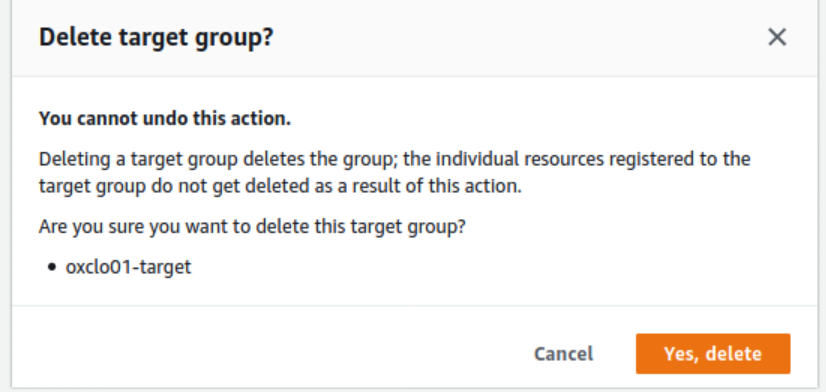 Delete target group?
You cannot undo this action.
Deleting a target group deletes the group; the individual resources registered to the
target group do not get deleted as a result of this action.
Are you sure you want to delete this target group?
• oxclo01-target
Cancel
Yes, delete